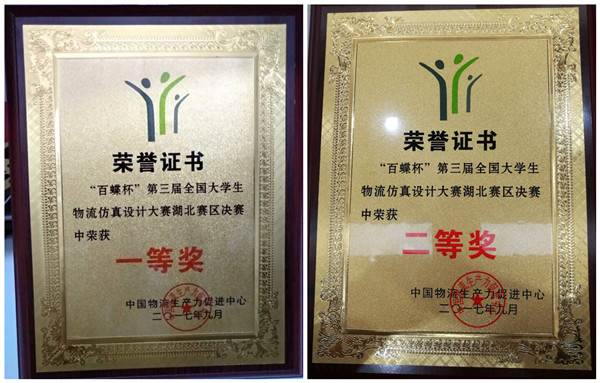 荣誉证书
“百蝶杯”第三届全国大学生
物流仿真设计大赛湖北赛区决赛
中荣获
一等奖
中国物流生产力促进中心
二〇一七年九月
荣誉证书
“百蝶杯”第三届全国大学生
物流仿真设计大赛湖北赛区决赛
中荣获
二等奖
中国物流生产力促进中心
二〇一七年九月